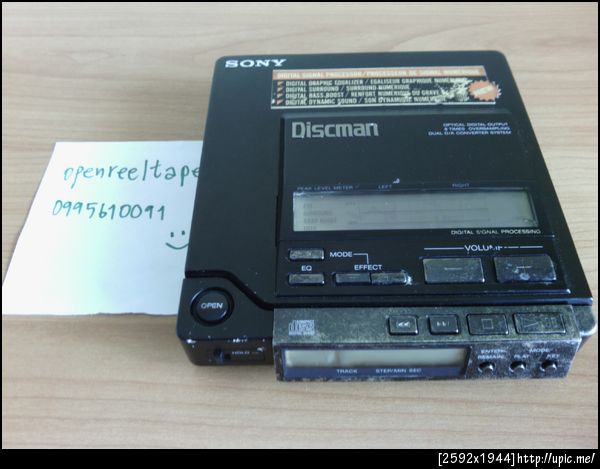 SONY
DIGITAL SIGNAL PROCESSOR/PROCESSEUR DE SIGNAL NUMÉRIQUE
DIGITAL GRAPHIC EQUALIZER / EGALISEUR GRAPHIQUE NUMERIQUE
DIGITAL SURROUND / SURROUND NUMERIQUE
DIGITAL BASS BOOST / RENFORT NUMERIQUE DU GRAVE
DIGITAL DYNAMIC SOUND / SON DYNAMIQUE NUMERIQUE
Discman
OPTICAL DIGITAL OUTPUT
8 TIMES OVERSAMPLING
DUAL D/A CONVERTER SYSTEM
openreeltape
0995610091
PEAK LEVEL METER LEFT RIGHT
DIGITAL SIGNAL PROCESSING
MODE
VOLUME
EQ EFFECT
OPEN
HOLD
TRACK STEP/MIN SEC
ENTER/ MODE
REMAIN PLAY KEY
[2592x1944]http://upic.me/